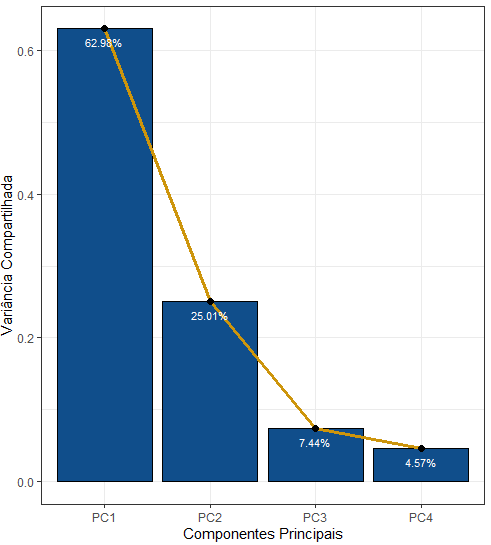 Variância Compartilhada
0.6
0.4
0.2
0.0
62.98%
25.01%
7.44%
4.57%
PC1 PC2 PC3 PC4
Componentes Principais